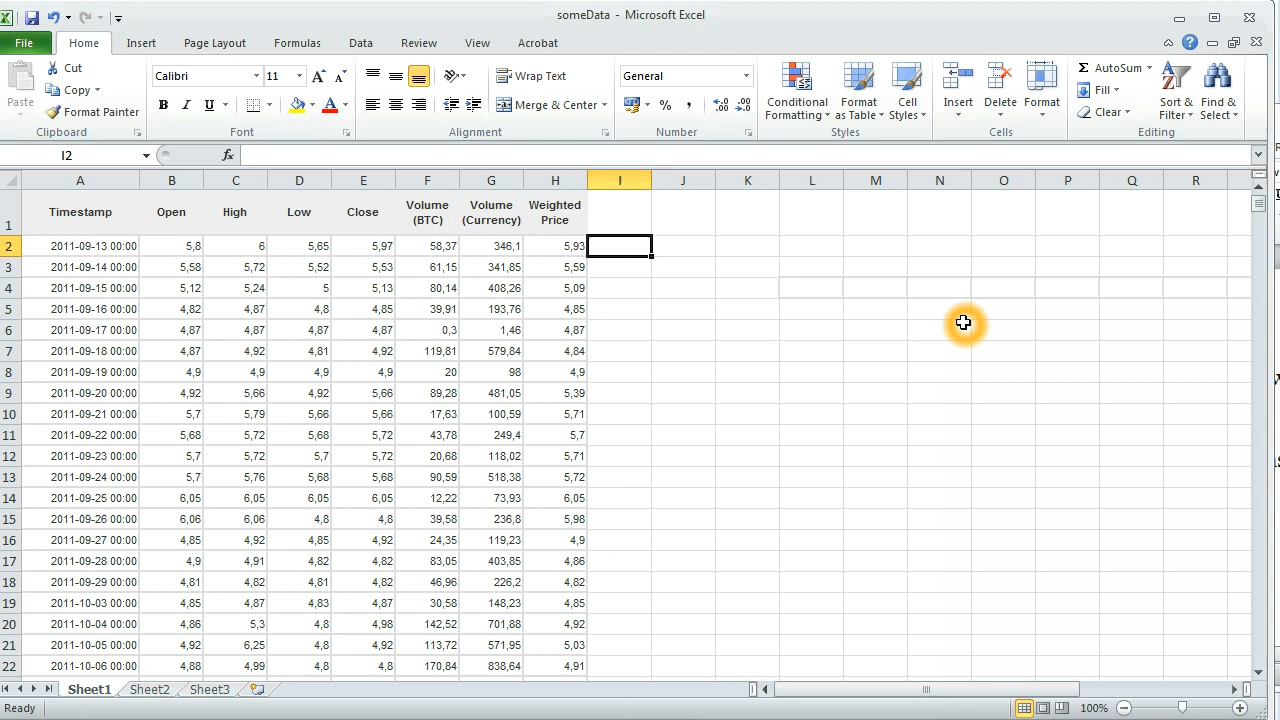 someData - Microsoft Excel
File Home Insert Page Layout Formulas Data Review View Acrobat
Paste
Cut
Copy
Format Painter
Clipboard
Calibri 11
B I U
Font
Wrap Text
Merge & Center
Alignment
General
% ,
Number
Conditional Formatting
Format as Table
Cell Styles
Styles
Insert Delete Format
Cells
AutoSum
Fill
Clear
Sort & Filter
Find & Select
Editing
I2 fx
A B C D E F G H I J K L M N O P Q R
1 Timestamp Open High Low Close Volume (BTC) Volume (Currency) Weighted Price
2 2011-09-13 00:00 5,8 6 5,65 5,97 58,37 346,1 5,93
3 2011-09-14 00:00 5,58 5,72 5,52 5,53 61,15 341,85 5,59
4 2011-09-15 00:00 5,12 5,24 5 5,13 80,14 408,26 5,09
5 2011-09-16 00:00 4,82 4,87 4,8 4,85 39,91 193,76 4,85
6 2011-09-17 00:00 4,87 4,87 4,87 4,87 0,3 1,46 4,87
7 2011-09-18 00:00 4,87 4,92 4,81 4,92 119,81 579,84 4,84
8 2011-09-19 00:00 4,9 4,9 4,9 4,9 20 98 4,9
9 2011-09-20 00:00 4,92 5,66 4,92 5,66 89,28 481,05 5,39
10 2011-09-21 00:00 5,7 5,79 5,66 5,66 17,63 100,59 5,71
11 2011-09-22 00:00 5,68 5,72 5,68 5,72 43,78 249,4 5,7
12 2011-09-23 00:00 5,7 5,72 5,7 5,72 20,68 118,02 5,71
13 2011-09-24 00:00 5,7 5,76 5,68 5,68 90,59 518,38 5,72
14 2011-09-25 00:00 6,05 6,05 6,05 6,05 12,22 73,93 6,05
15 2011-09-26 00:00 6,06 6,06 4,8 4,8 39,58 236,8 5,98
16 2011-09-27 00:00 4,85 4,92 4,85 4,92 24,35 119,23 4,9
17 2011-09-28 00:00 4,9 4,91 4,82 4,82 83,05 403,85 4,86
18 2011-09-29 00:00 4,81 4,82 4,81 4,82 46,96 226,2 4,82
19 2011-10-03 00:00 4,85 4,87 4,83 4,87 30,58 148,23 4,85
20 2011-10-04 00:00 4,86 5,3 4,8 4,98 142,52 701,88 4,92
21 2011-10-05 00:00 4,92 6,25 4,8 4,92 113,72 571,95 5,03
22 2011-10-06 00:00 4,88 4,99 4,8 4,8 170,84 838,64 4,91
Sheet1 Sheet2 Sheet3
Ready 100%